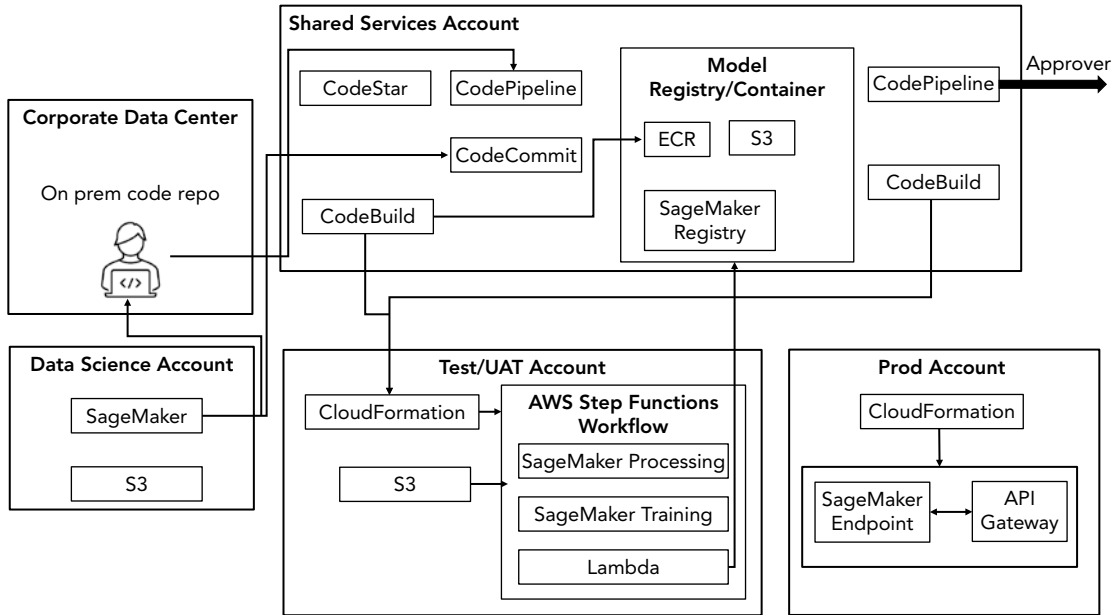 Shared Services Account
CodeStar
CodePipeline
CodeCommit
CodeBuild
Model
Registry/Container
ECR
S3
SageMaker
Registry
CodePipeline
CodeBuild
Approver
Corporate Data Center
On prem code repo
</>
Data Science Account
SageMaker
S3
Test/UAT Account
CloudFormation
S3
AWS Step Functions
Workflow
SageMaker Processing
SageMaker Training
Lambda
Prod Account
CloudFormation
SageMaker
Endpoint
API
Gateway